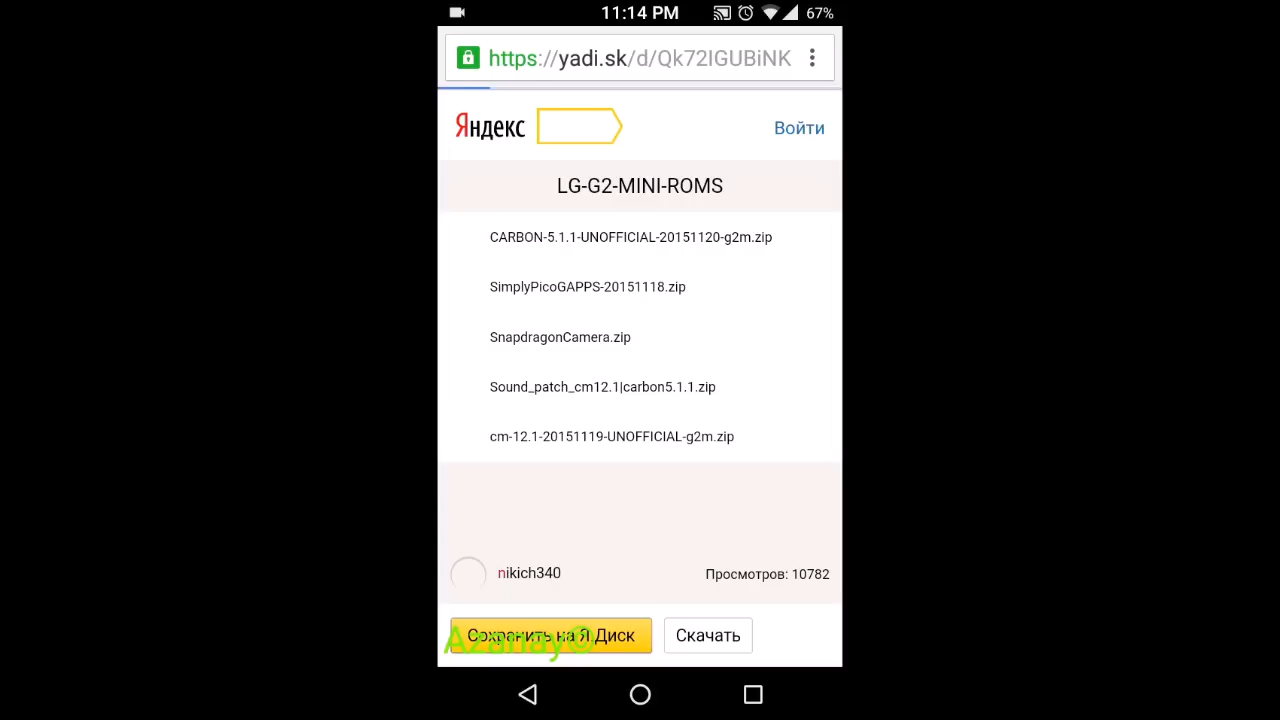 11:14 PM 67%
https://yadi.sk/d/Qk72IGUBiNK
Яндекс Войти
LG-G2-MINI-ROMS
CARBON-5.1.1-UNOFFICIAL-20151120-g2m.zip
SimplyPicoGAPPS-20151118.zip
SnapdragonCamera.zip
Sound_patch_cm12.1|carbon5.1.1.zip
cm-12.1-20151119-UNOFFICIAL-g2m.zip
nikich340 Просмотров: 10782
Сохранить на Я.Диск Скачать
Azanay©